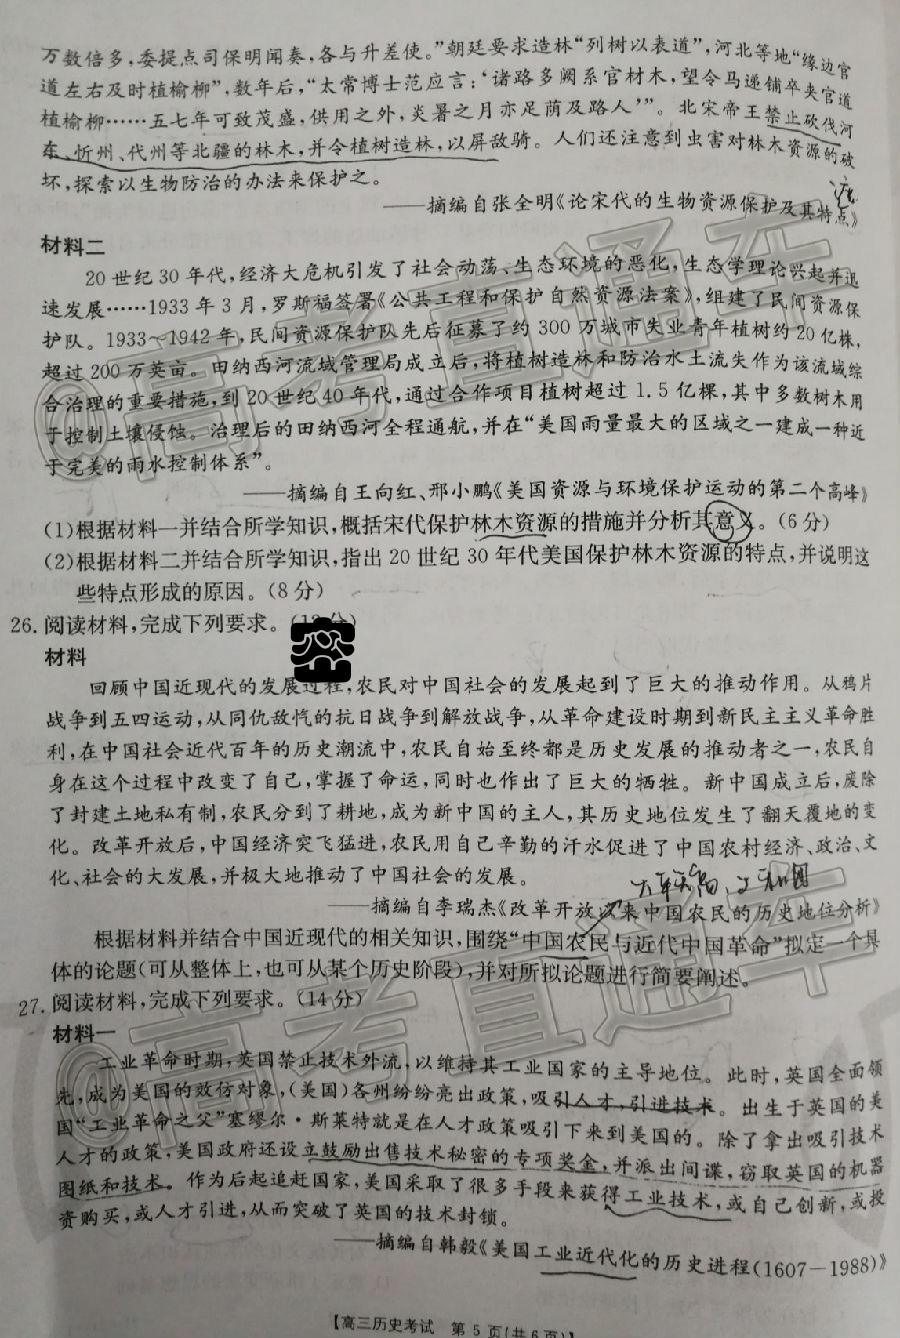 万数倍多，委提点司保明闻奏，各与升差使。”朝廷要求造林“列树以表道”，河北等地“缘边官
道左右及时植榆柳”，数年后，“太常博士范应言：‘诸路多阙系官材木，望令马递铺卒夹官道
植榆柳……五七年可致茂盛，供用之外，炎暑之月亦足荫及路人’”。北宋帝王禁止砍伐河
东、忻州、代州等北疆的林木，并令植树造林，以屏敌骑。人们还注意到虫害对林木资源的破
坏，探索以生物防治的办法来保护之。
——摘编自张全明《论宋代的生物资源保护及其特点》
材料二
20世纪30年代，经济大危机引发了社会动荡、生态环境的恶化，生态学理论兴起并迅
速发展……1933年3月，罗斯福签署《公共工程和保护自然资源法案》，组建了民间资源保
护队。1933～1942年，民间资源保护队先后征募了约300万城市失业青年植树约20亿株，
超过200万英亩。田纳西河流域管理局成立后，将植树造林和防治水土流失作为该流域综
合治理的重要措施，到20世纪40年代，通过合作项目植树超过1.5亿棵，其中多数树木用
于控制土壤侵蚀。治理后的田纳西河全程通航，并在“美国雨量最大的区域之一建成一种近
于完美的雨水控制体系”。
——摘编自王向红、邢小鹏《美国资源与环境保护运动的第二个高峰》
(1)根据材料一并结合所学知识，概括宋代保护林木资源的措施并分析其意义。(6分)
(2)根据材料二并结合所学知识，指出20世纪30年代美国保护林木资源的特点，并说明这
些特点形成的原因。(8分)
26.阅读材料，完成下列要求。(12分)
材料
回顾中国近现代的发展过程，农民对中国社会的发展起到了巨大的推动作用。从鸦片
战争到五四运动，从同仇敌忾的抗日战争到解放战争，从革命建设时期到新民主主义革命胜
利，在中国社会近代百年的历史潮流中，农民自始至终都是历史发展的推动者之一，农民自
身在这个过程中改变了自己，掌握了命运，同时也作出了巨大的牺牲。新中国成立后，废除
了封建土地私有制，农民分到了耕地，成为新中国的主人，其历史地位发生了翻天覆地的变
化。改革开放后，中国经济突飞猛进，农民用自己辛勤的汗水促进了中国农村经济、政治、文
化、社会的大发展，并极大地推动了中国社会的发展。
——摘编自李瑞杰《改革开放以来中国农民的历史地位分析》
根据材料并结合中国近现代的相关知识，围绕“中国农民与近代中国革命”拟定一个具
体的论题(可从整体上，也可从某个历史阶段)，并对所拟论题进行简要阐述。
27.阅读材料，完成下列要求。(14分)
材料一
工业革命时期，英国禁止技术外流，以维持其工业国家的主导地位。此时，英国全面领
先，成为美国的效仿对象，(美国)各州纷纷亮出政策，吸引人才，引进技术。出生于英国的美
国“工业革命之父”塞缪尔·斯莱特就是在人才政策吸引下来到美国的。除了拿出吸引技术
人才的政策，美国政府还设立鼓励出售技术秘密的专项奖金，并派出间谍，窃取英国的机器
图纸和技术。作为后起追赶国家，美国采取了很多手段来获得工业技术，或自己创新，或投
资购买，或人才引进，从而突破了英国的技术封锁。
——摘编自韩毅《美国工业近代化的历史进程(1607—1988)》
【高三历史考试　第5页(共6页)】
@高考直通车
@高考直通车